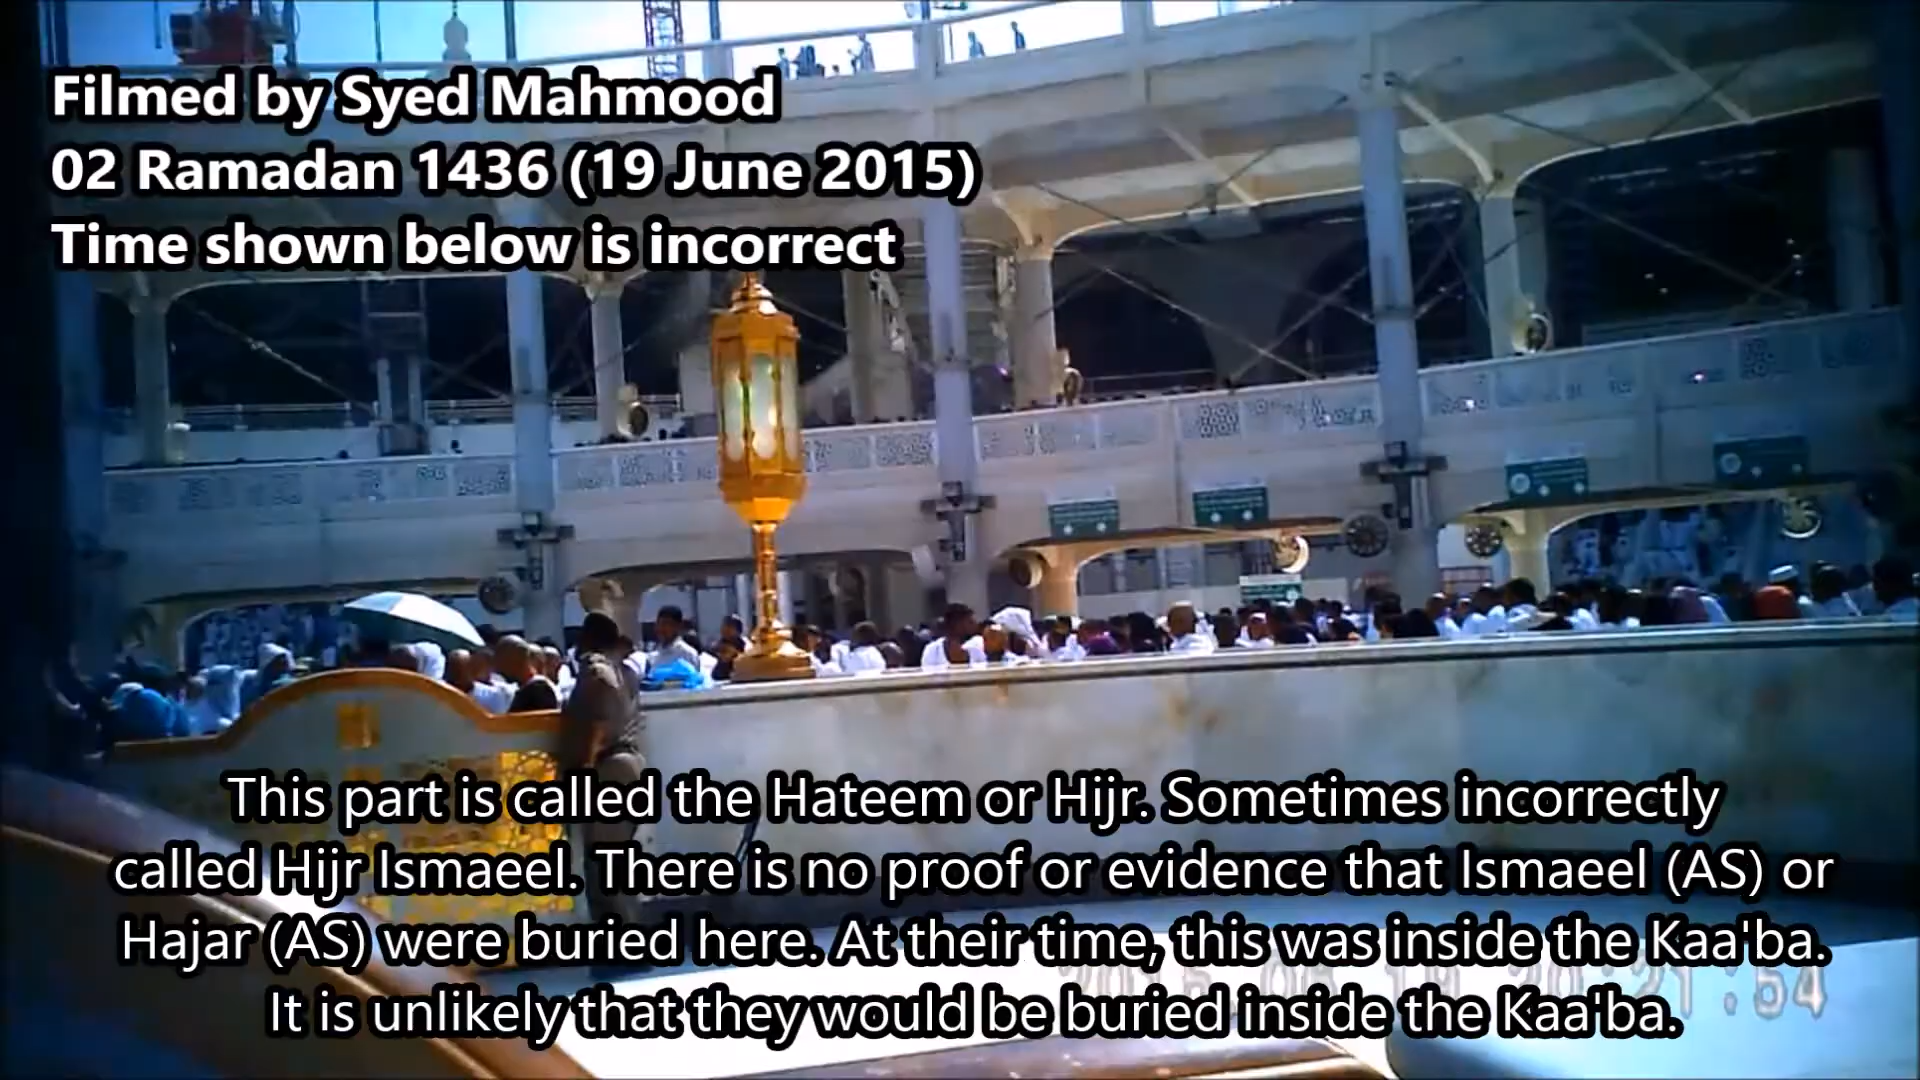 Filmed by Syed Mahmood
02 Ramadan 1436 (19 June 2015)
Time shown below is incorrect
This part is called the Hateem or Hijr. Sometimes incorrectly
called Hijr Ismaeel. There is no proof or evidence that Ismaeel (AS) or
Hajar (AS) were buried here. At their time, this was inside the Kaa'ba.
It is unlikely that they would be buried inside the Kaa'ba.